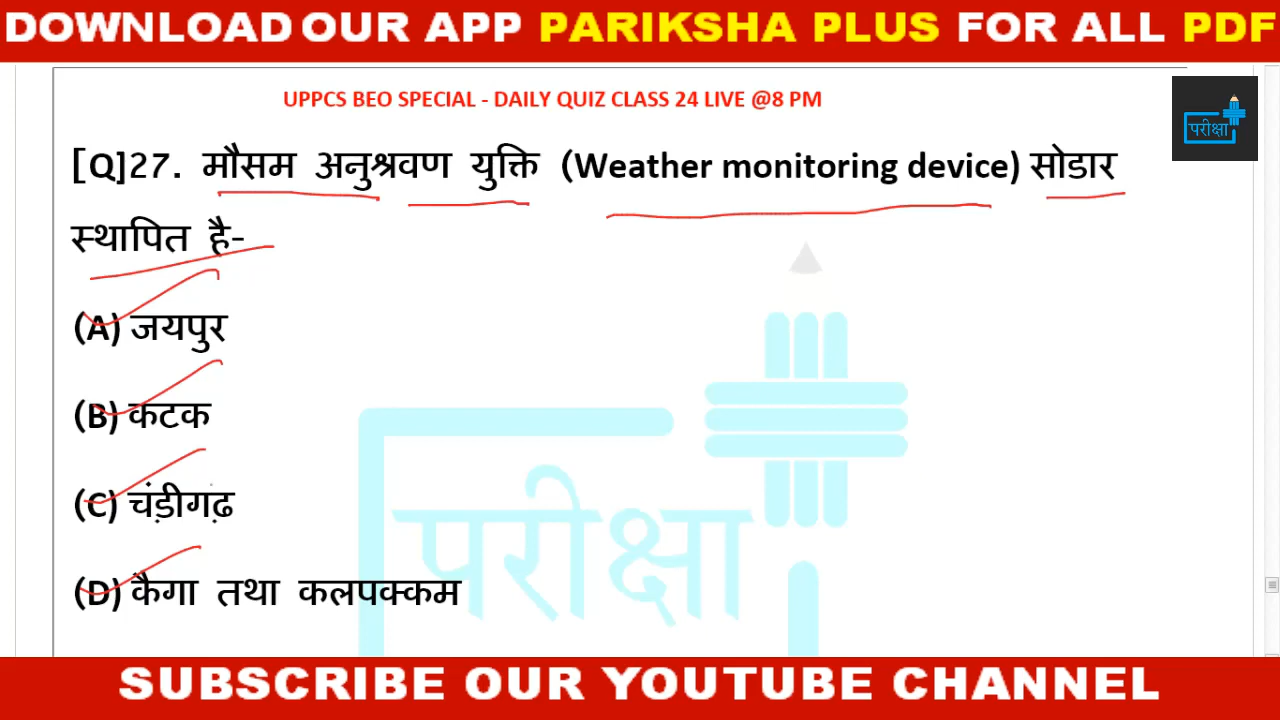 DOWNLOAD OUR APP PARIKSHA PLUS FOR ALL PDF
UPPCS BEO SPECIAL - DAILY QUIZ CLASS 24 LIVE @8 PM
परीक्षा
[Q]27. मौसम अनुश्रवण युक्ति (Weather monitoring device) सोडार
स्थापित है-
(A) जयपुर
(B) कटक
(C) चंड़ीगढ़
(D) कैगा तथा कलपक्कम
परीक्षा
SUBSCRIBE OUR YOUTUBE CHANNEL